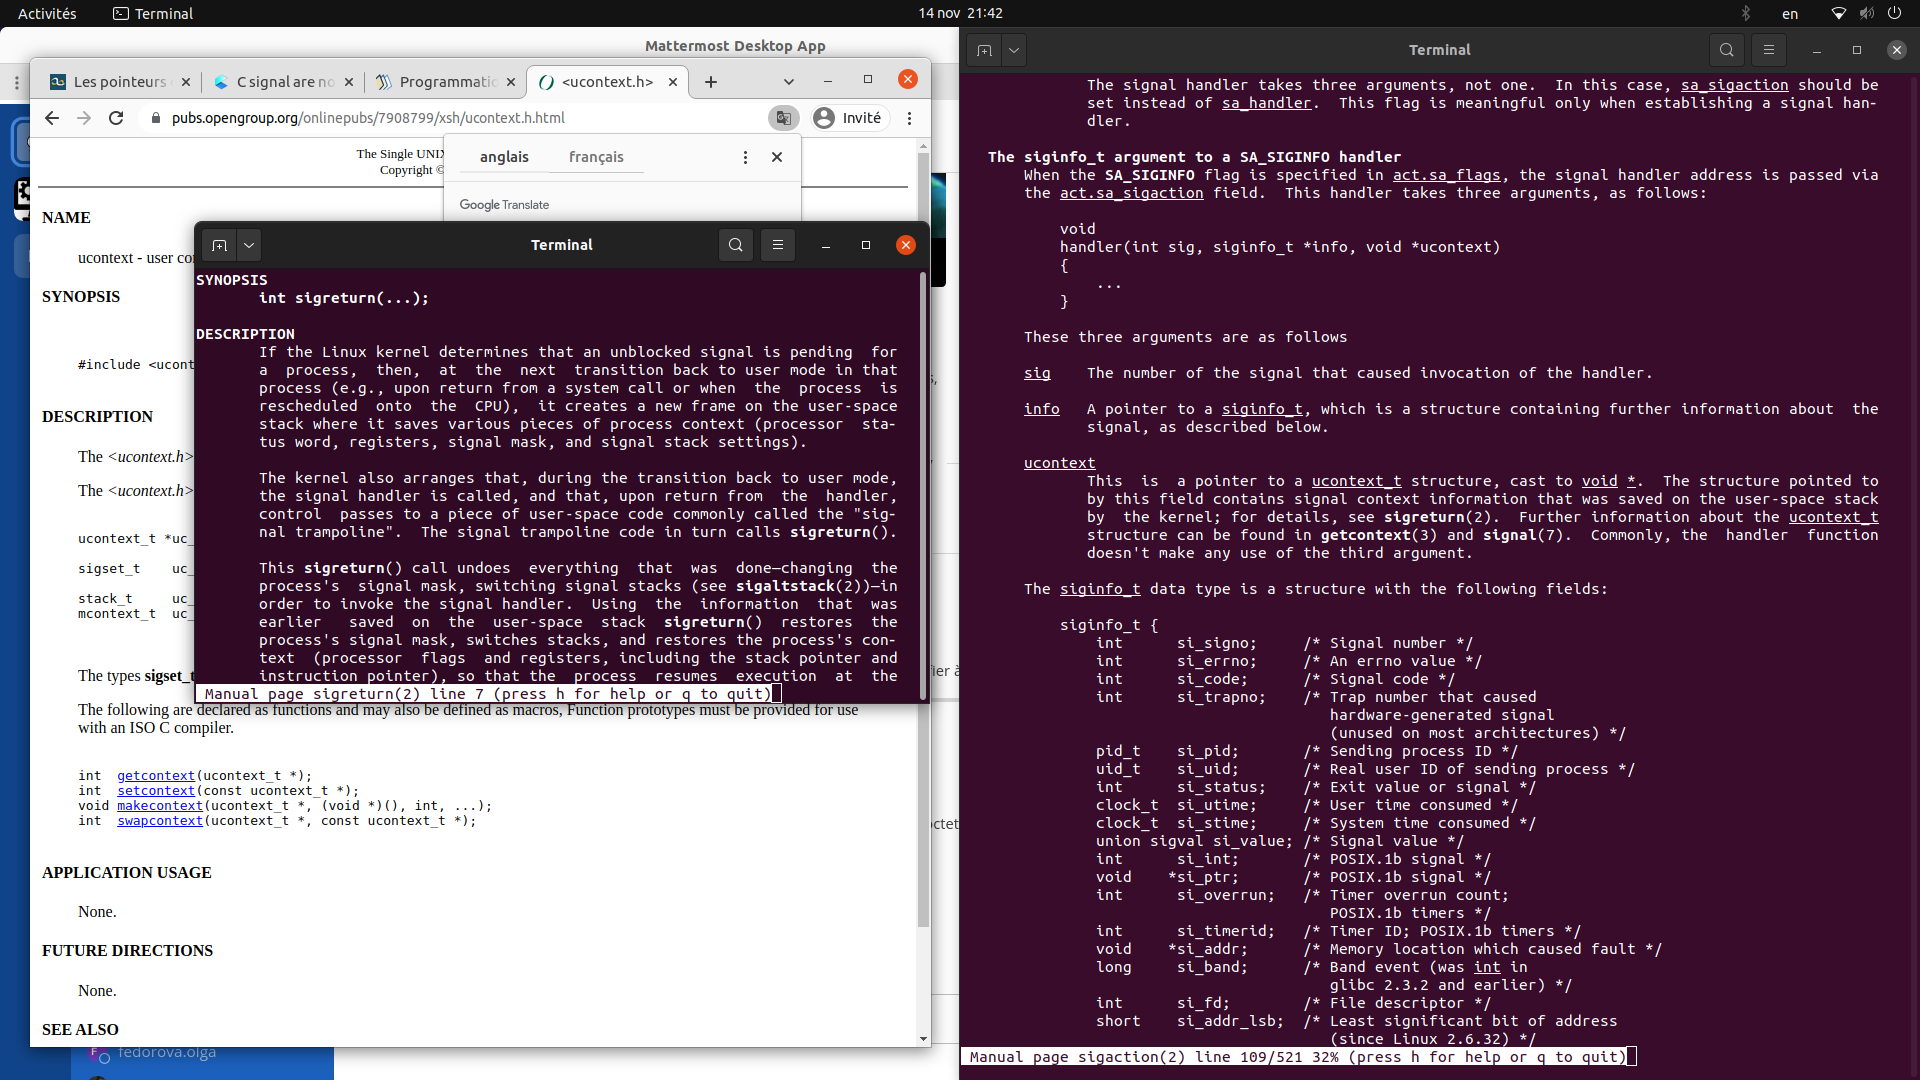 Activités
Terminal
14 nov 21:42
en
Mattermost Desktop App
Les pointeurs
C signal are no
Programmatic
<ucontext.h>
pubs.opengroup.org/onlinepubs/7908799/xsh/ucontext.h.html
Invité
The Single UNI
Copyright ©
anglais
français
Google Translate
NAME
ucontext - user co
SYNOPSIS
#include <ucont
DESCRIPTION
The <ucontext.h>
The <ucontext.h>
ucontext_t *uc_
sigset_t    uc_
stack_t     uc_
mcontext_t  uc_
The types sigset_t
The following are declared as functions and may also be defined as macros, Function prototypes must be provided for use
with an ISO C compiler.
int  getcontext(ucontext_t *);
int  setcontext(const ucontext_t *);
void makecontext(ucontext_t *, (void *)(), int, ...);
int  swapcontext(ucontext_t *, const ucontext_t *);
APPLICATION USAGE
None.
FUTURE DIRECTIONS
None.
SEE ALSO
fedorova.olga
fier à
octet
Terminal
SYNOPSIS
int sigreturn(...);
DESCRIPTION
If the Linux kernel determines that an unblocked signal is pending for
a process, then, at the next transition back to user mode in that
process (e.g., upon return from a system call or when the process is
rescheduled onto the CPU), it creates a new frame on the user-space
stack where it saves various pieces of process context (processor sta-
tus word, registers, signal mask, and signal stack settings).
The kernel also arranges that, during the transition back to user mode,
the signal handler is called, and that, upon return from the handler,
control passes to a piece of user-space code commonly called the "sig-
nal trampoline". The signal trampoline code in turn calls sigreturn().
This sigreturn() call undoes everything that was done—changing the
process's signal mask, switching signal stacks (see sigaltstack(2))—in
order to invoke the signal handler. Using the information that was
earlier saved on the user-space stack sigreturn() restores the
process's signal mask, switches stacks, and restores the process's con-
text (processor flags and registers, including the stack pointer and
instruction pointer), so that the process resumes execution at the
Manual page sigreturn(2) line 7 (press h for help or q to quit)
Terminal
The signal handler takes three arguments, not one. In this case, sa_sigaction should be
set instead of sa_handler. This flag is meaningful only when establishing a signal han-
dler.
The siginfo_t argument to a SA_SIGINFO handler
When the SA_SIGINFO flag is specified in act.sa_flags, the signal handler address is passed via
the act.sa_sigaction field. This handler takes three arguments, as follows:
void
handler(int sig, siginfo_t *info, void *ucontext)
{
...
}
These three arguments are as follows
sig    The number of the signal that caused invocation of the handler.
info   A pointer to a siginfo_t, which is a structure containing further information about the
signal, as described below.
ucontext
This is a pointer to a ucontext_t structure, cast to void *. The structure pointed to
by this field contains signal context information that was saved on the user-space stack
by the kernel; for details, see sigreturn(2). Further information about the ucontext_t
structure can be found in getcontext(3) and signal(7). Commonly, the handler function
doesn't make any use of the third argument.
The siginfo_t data type is a structure with the following fields:
siginfo_t {
int      si_signo;     /* Signal number */
int      si_errno;     /* An errno value */
int      si_code;      /* Signal code */
int      si_trapno;    /* Trap number that caused
hardware-generated signal
(unused on most architectures) */
pid_t    si_pid;       /* Sending process ID */
uid_t    si_uid;       /* Real user ID of sending process */
int      si_status;    /* Exit value or signal */
clock_t  si_utime;     /* User time consumed */
clock_t  si_stime;     /* System time consumed */
union sigval si_value; /* Signal value */
int      si_int;       /* POSIX.1b signal */
void    *si_ptr;       /* POSIX.1b signal */
int      si_overrun;   /* Timer overrun count;
POSIX.1b timers */
int      si_timerid;   /* Timer ID; POSIX.1b timers */
void    *si_addr;      /* Memory location which caused fault */
long     si_band;      /* Band event (was int in
glibc 2.3.2 and earlier) */
int      si_fd;        /* File descriptor */
short    si_addr_lsb;  /* Least significant bit of address
(since Linux 2.6.32) */
Manual page sigaction(2) line 109/521 32% (press h for help or q to quit)